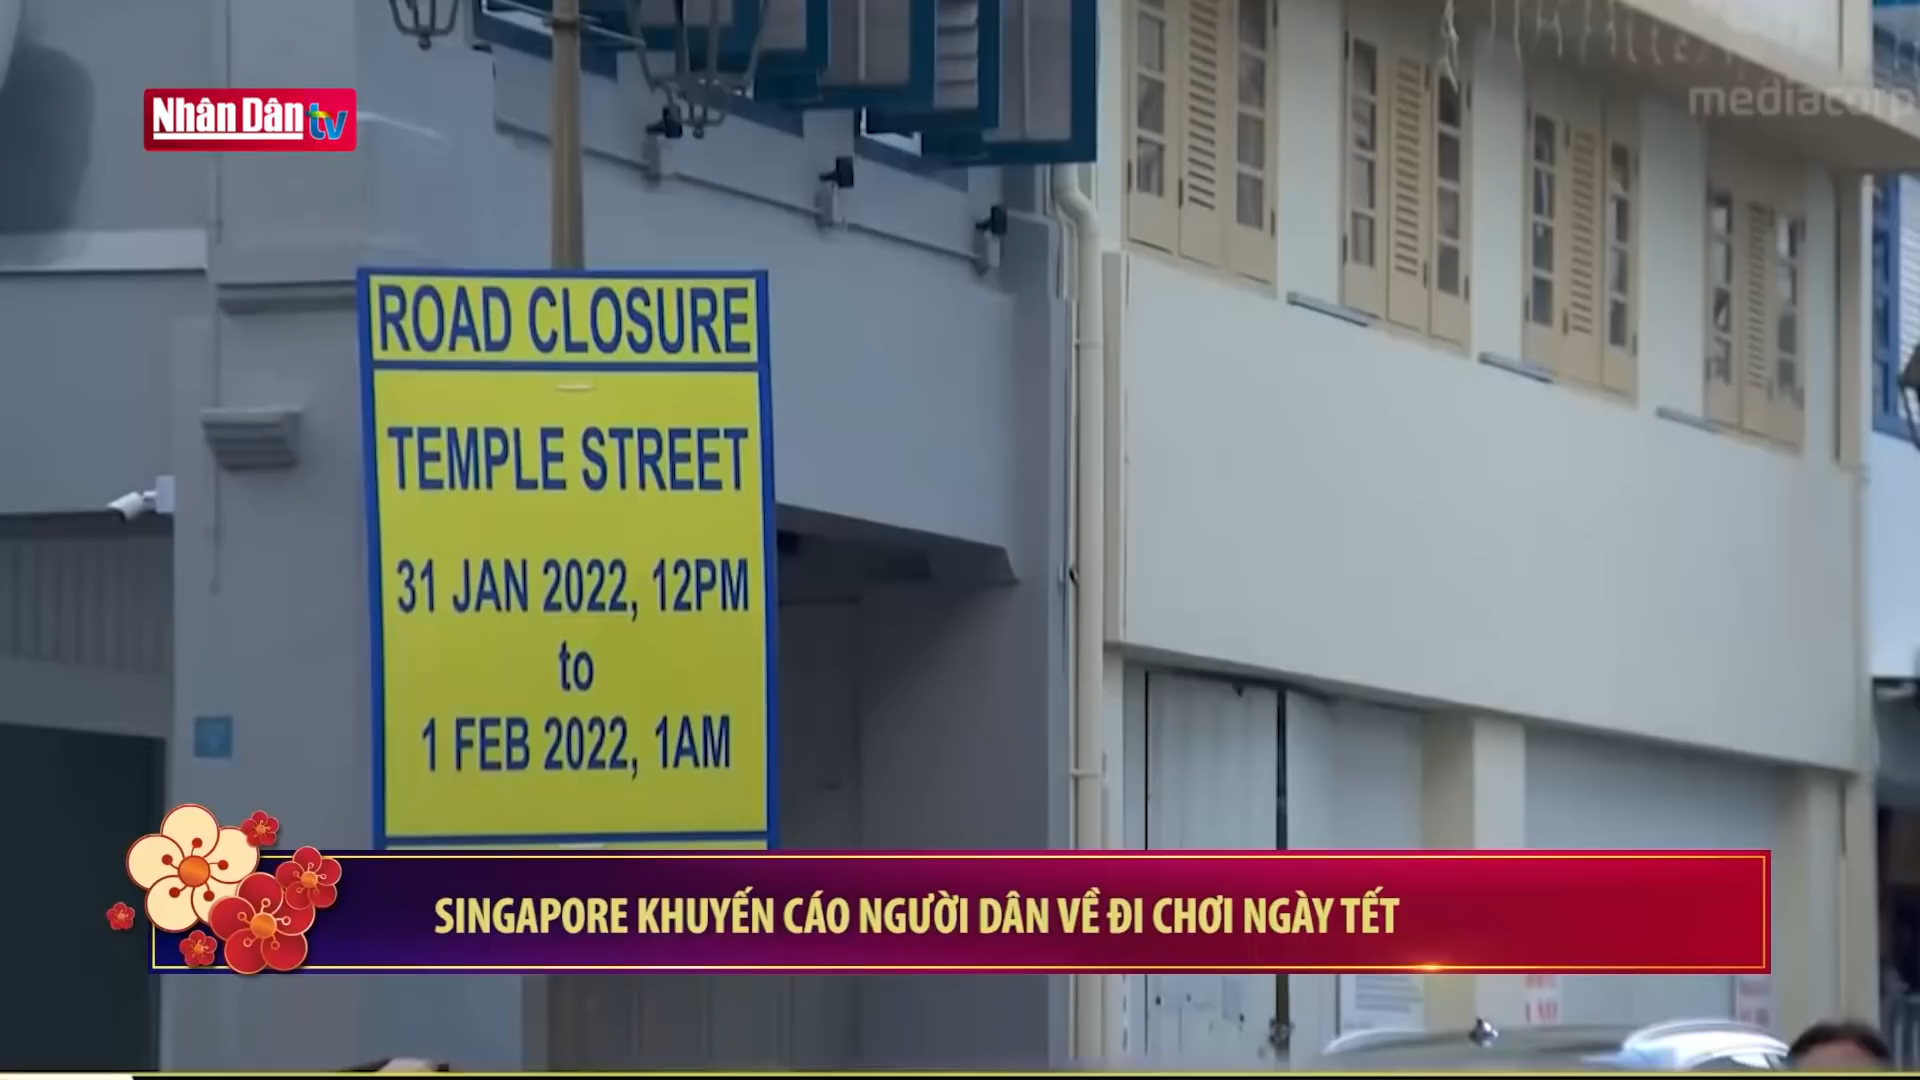 Nhân Dân tv
mediacorp
ROAD CLOSURE
TEMPLE STREET
31 JAN 2022, 12PM
to
1 FEB 2022, 1AM
SINGAPORE KHUYẾN CÁO NGƯỜI DÂN VỀ ĐI CHƠI NGÀY TẾT